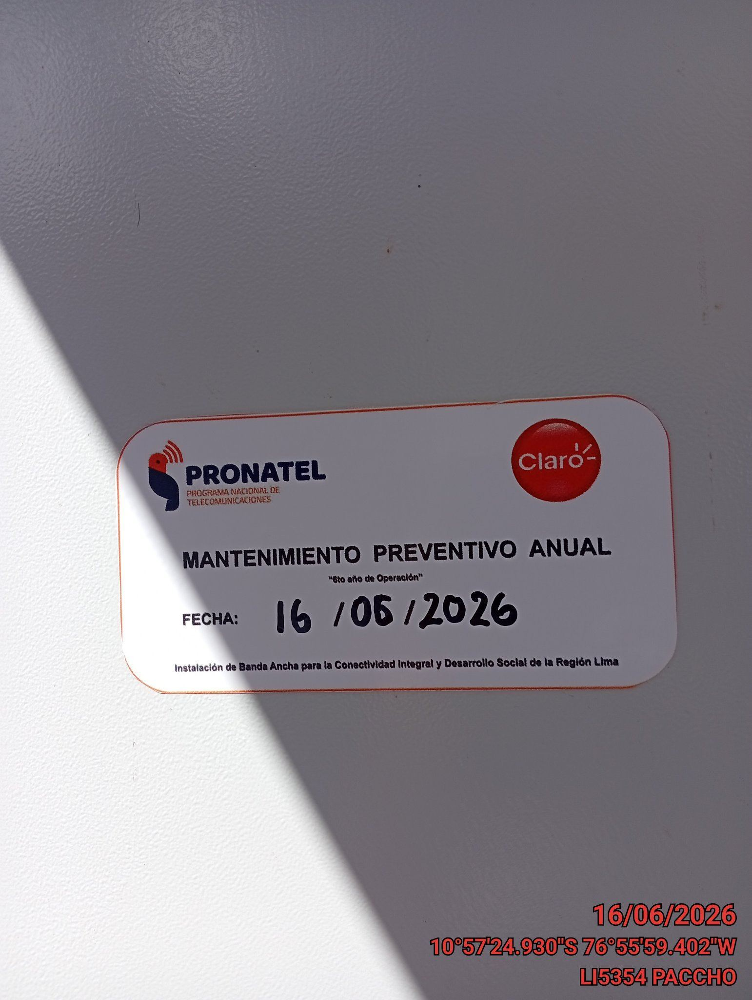 PRONATEL
PROGRAMA NACIONAL DE
TELECOMUNICACIONES
Claro
MANTENIMIENTO PREVENTIVO ANUAL
"6to año de Operación"
FECHA: 16 / 06 / 2026
Instalación de Banda Ancha para la Conectividad Integral y Desarrollo Social de la Región Lima
16/06/2026
10°57'24.930"S 76°55'59.402"W
LI5354 PACCHO